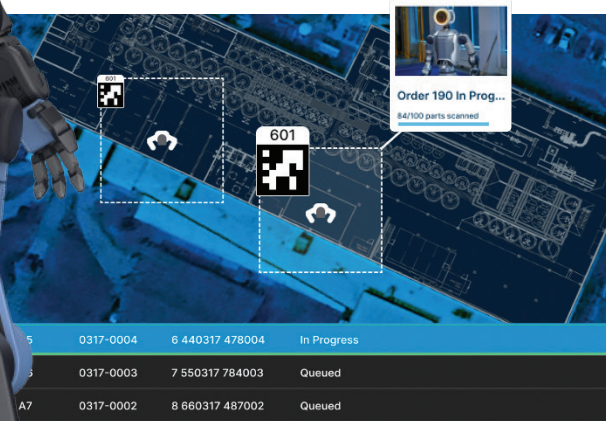 601
601
Order 190 In Prog...
84/100 parts scanned
5 0317-0004 6 440317 478004 In Progress
0317-0003 7 550317 784003 Queued
A7 0317-0002 8 660317 487002 Queued